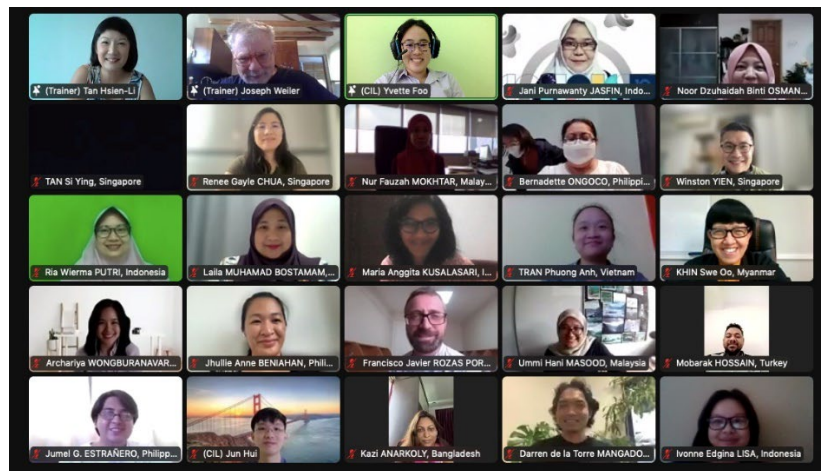 (Trainer) Tan Hsien-Li
(Trainer) Joseph Weiler
(CIL) Yvette Foo
Jani Purnawanty JASFIN, Indo...
Noor Dzuhaidah Binti OSMAN...
TAN Si Ying, Singapore
Renee Gayle CHUA, Singapore
Nur Fauzah MOKHTAR, Malay...
Bernadette ONGOCO, Philippi...
Winston YIEN, Singapore
Ria Wierma PUTRI, Indonesia
Laila MUHAMAD BOSTAMAM,...
Maria Anggita KUSALASARI, I...
TRAN Phuong Anh, Vietnam
KHIN Swe Oo, Myanmar
Archariya WONGBURANAVAR...
Jhullie Anne BENIAHAN, Phili...
Francisco Javier ROZAS POR...
Ummi Hani MASOOD, Malaysia
Mobarak HOSSAIN, Turkey
Jumel G. ESTRAÑERO, Philipp...
(CIL) Jun Hui
Kazi ANARKOLY, Bangladesh
Darren de la Torre MANGADO...
Ivonne Edgina LISA, Indonesia